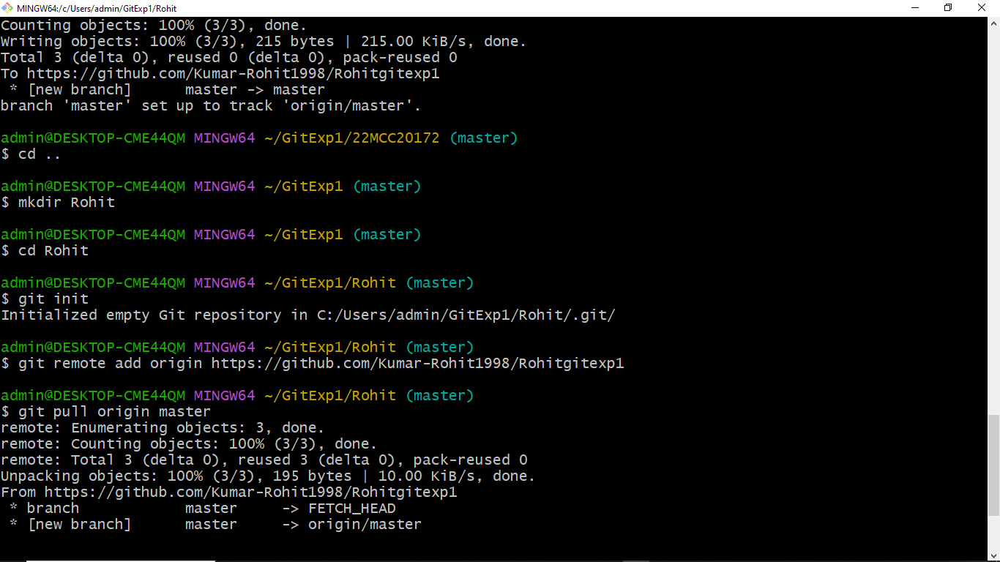 MINGW64:/c/Users/admin/GitExp1/Rohit
Counting objects: 100% (3/3), done.
Writing objects: 100% (3/3), 215 bytes | 215.00 KiB/s, done.
Total 3 (delta 0), reused 0 (delta 0), pack-reused 0
To https://github.com/Kumar-Rohit1998/Rohitgitexp1
 * [new branch]      master -> master
branch 'master' set up to track 'origin/master'.
admin@DESKTOP-CME44QM MINGW64 ~/GitExp1/22MCC20172 (master)
$ cd ..
admin@DESKTOP-CME44QM MINGW64 ~/GitExp1 (master)
$ mkdir Rohit
admin@DESKTOP-CME44QM MINGW64 ~/GitExp1 (master)
$ cd Rohit
admin@DESKTOP-CME44QM MINGW64 ~/GitExp1/Rohit (master)
$ git init
Initialized empty Git repository in C:/Users/admin/GitExp1/Rohit/.git/
admin@DESKTOP-CME44QM MINGW64 ~/GitExp1/Rohit (master)
$ git remote add origin https://github.com/Kumar-Rohit1998/Rohitgitexp1
admin@DESKTOP-CME44QM MINGW64 ~/GitExp1/Rohit (master)
$ git pull origin master
remote: Enumerating objects: 3, done.
remote: Counting objects: 100% (3/3), done.
remote: Total 3 (delta 0), reused 3 (delta 0), pack-reused 0
Unpacking objects: 100% (3/3), 195 bytes | 10.00 KiB/s, done.
From https://github.com/Kumar-Rohit1998/Rohitgitexp1
 * branch            master     -> FETCH_HEAD
 * [new branch]      master     -> origin/master